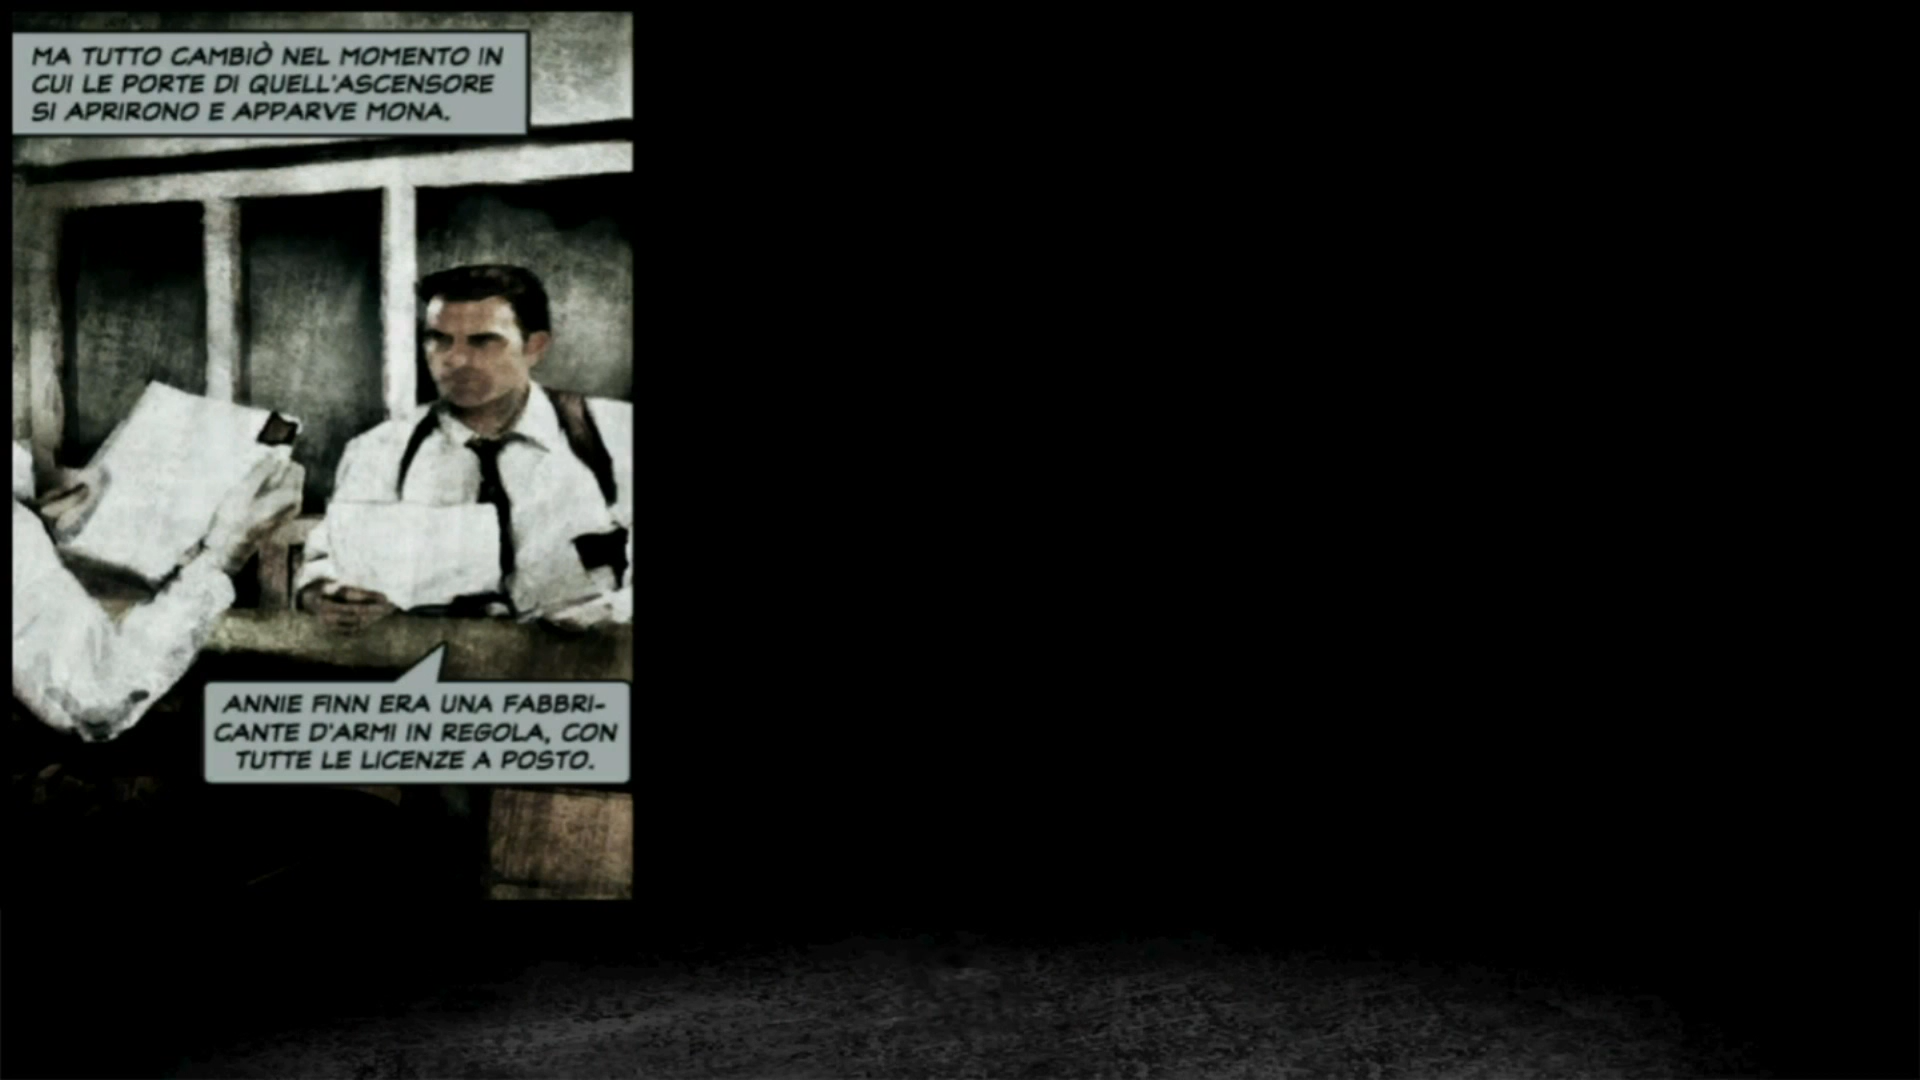 MA TUTTO CAMBIÒ NEL MOMENTO IN
CUI LE PORTE DI QUELL'ASCENSORE
SI APRIRONO E APPARVE MONA.
ANNIE FINN ERA UNA FABBRI-
CANTE D'ARMI IN REGOLA, CON
TUTTE LE LICENZE A POSTO.